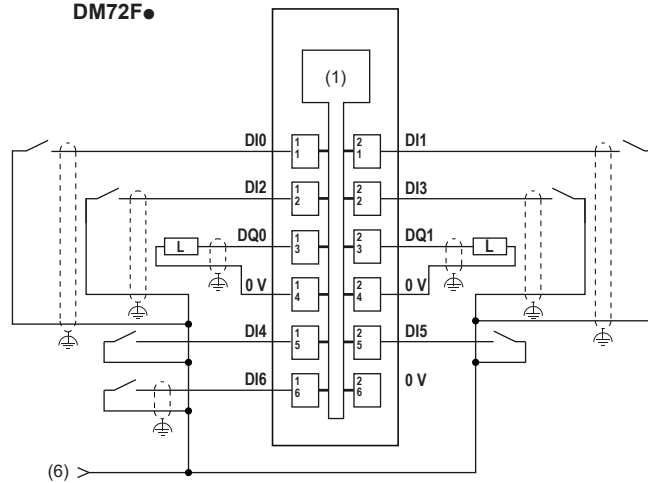 DM72F●
(1)
DI0 1 1 2 1 DI1
DI2 1 2 2 2 DI3
L DQ0 1 3 2 3 DQ1 L
0 V 1 4 2 4 0 V
DI4 1 5 2 5 DI5
DI6 1 6 2 6 0 V
(6)